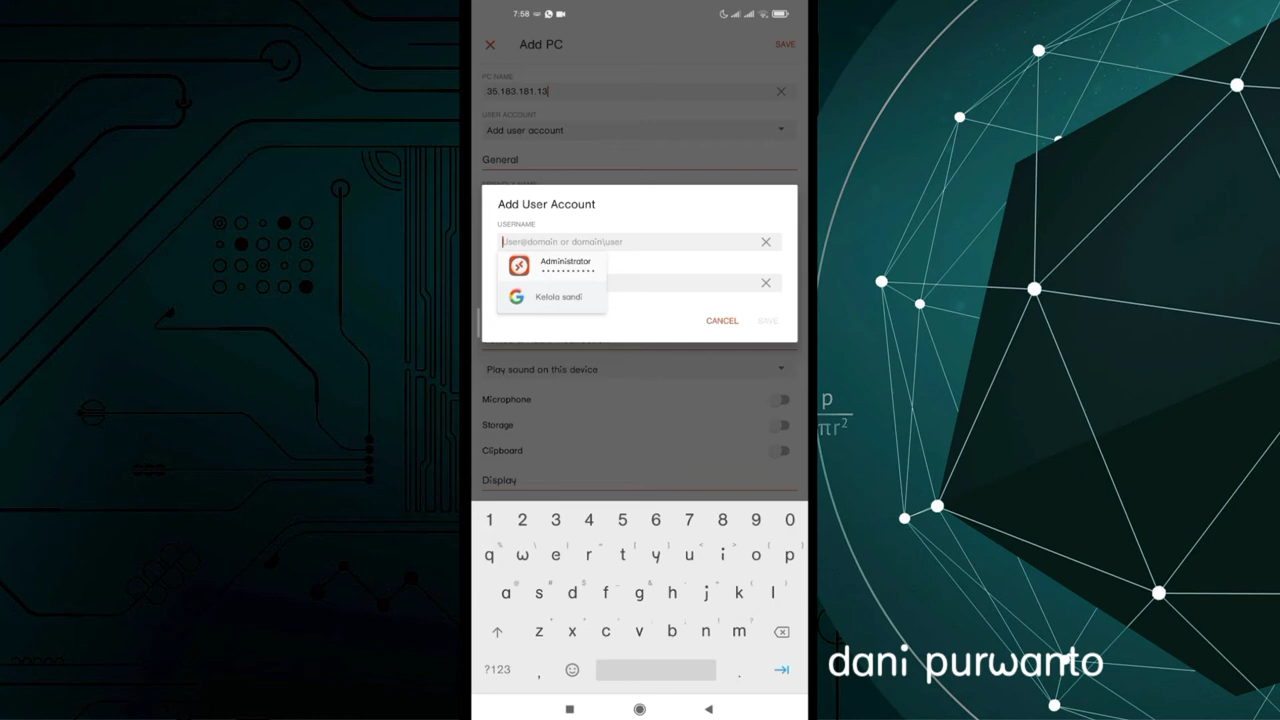 7:58
Add PC
SAVE
PC NAME
35.183.181.13
USER ACCOUNT
Add user account
General
Add User Account
USERNAME
User@domain or domain\user
Administrator
•••••••••••
Kelola sandi
CANCEL
SAVE
Play sound on this device
Microphone
Storage
Clipboard
Display
1 2 3 4 5 6 7 8 9 0
q w e r t y u i o p
a s d f g h j k l
z x c v b n m
?123 , .
p
πr²
dani purwanto